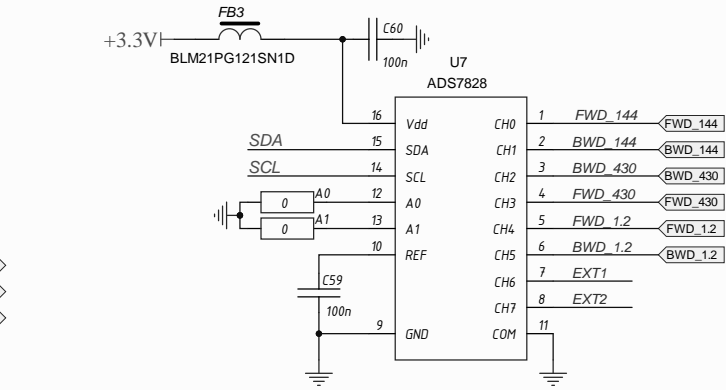 FB3
+3.3V
BLM21PG121SN1D
C60
100n
U7
ADS7828
16 Vdd CH0 1 FWD_144 FWD_144
SDA 15 SDA CH1 2 BWD_144 BWD_144
SCL 14 SCL CH2 3 BWD_430 BWD_430
0 A0 12 A0 CH3 4 FWD_430 FWD_430
0 A1 13 A1 CH4 5 FWD_1.2 FWD_1.2
10 REF CH5 6 BWD_1.2 BWD_1.2
CH6 7 EXT1
C59
100n
CH7 8 EXT2
9 GND COM 11